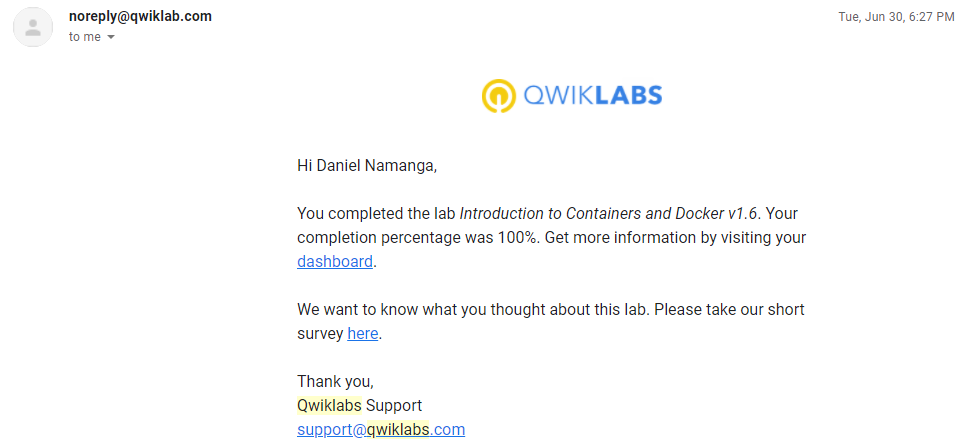 noreply@qwiklab.com
Tue, Jun 30, 6:27 PM
to me
QWIKLABS
Hi Daniel Namanga,
You completed the lab Introduction to Containers and Docker v1.6. Your
completion percentage was 100%. Get more information by visiting your
dashboard.
We want to know what you thought about this lab. Please take our short
survey here.
Thank you,
Qwiklabs Support
support@qwiklabs.com